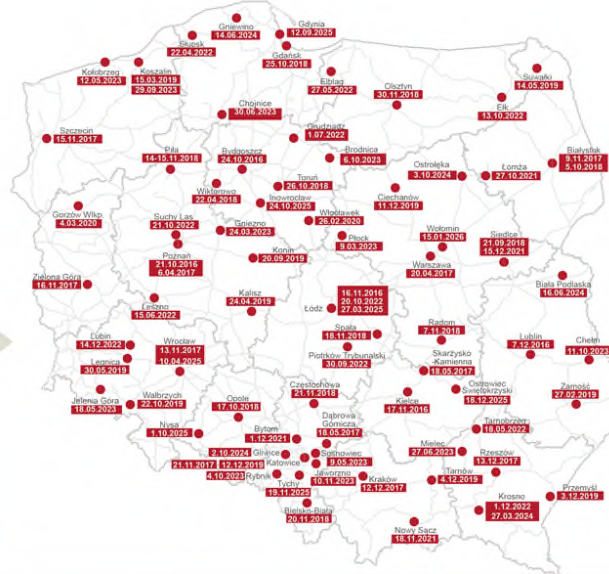 Gniewino
14.06.2024
Gdynia
12.09.2025
Słupsk
22.04.2022
Gdańsk
25.10.2018
Kołobrzeg
12.05.2023
Koszalin
15.03.2019
29.09.2023
Elbląg
27.05.2022
Olsztyn
30.11.2018
Suwałki
14.05.2019
Ełk
13.10.2022
Chojnice
30.06.2023
Grudziądz
1.07.2022
Szczecin
15.11.2017
Piła
14-15.11.2018
Bydgoszcz
24.10.2016
Brodnica
6.10.2023
Ostrołęka
3.10.2024
Łomża
27.10.2021
Białystok
9.11.2017
5.10.2018
Wiktorowo
22.04.2018
Toruń
26.10.2018
Inowrocław
24.10.2025
Ciechanów
11.12.2019
Gorzów Wlkp.
4.03.2020
Suchy Las
21.10.2022
Gniezno
24.03.2023
Włocławek
26.02.2020
Płock
9.03.2023
Wołomin
15.01.2026
Siedlce
21.09.2018
15.12.2021
Poznań
21.10.2016
6.04.2017
Konin
20.09.2019
Warszawa
20.04.2017
Biała Podlaska
16.06.2024
Zielona Góra
16.11.2017
Leszno
15.06.2022
Kalisz
24.04.2019
Łódź
16.11.2016
20.10.2022
27.03.2025
Spała
18.11.2018
Radom
7.11.2018
Lublin
7.12.2016
Chełm
11.10.2023
Lubin
14.12.2022
Wrocław
13.11.2017
10.04.2025
Legnica
30.05.2019
Piotrków Trybunalski
30.09.2022
Skarżysko
-Kamienna
18.05.2017
Jelenia Góra
18.05.2023
Wałbrzych
22.10.2019
Opole
17.10.2018
Częstochowa
21.11.2018
Kielce
17.11.2016
Ostrowiec
Świętokrzyski
18.12.2025
Zamość
27.02.2019
Nysa
1.10.2025
Bytom
1.12.2021
Dąbrowa
Górnicza
18.05.2017
Tarnobrzeg
18.05.2022
Gliwice
2.10.2024
Sosnowiec
9.05.2023
Mielec
27.06.2023
Rzeszów
13.12.2017
21.11.2017
Katowice
12.12.2019
Jaworzno
10.11.2023
Kraków
12.12.2017
Tarnów
4.12.2019
Przemyśl
3.12.2019
4.10.2023
Rybnik
Tychy
19.11.2025
Krosno
1.12.2022
27.03.2024
Bielsko-Biała
20.11.2018
Nowy Sącz
18.11.2021